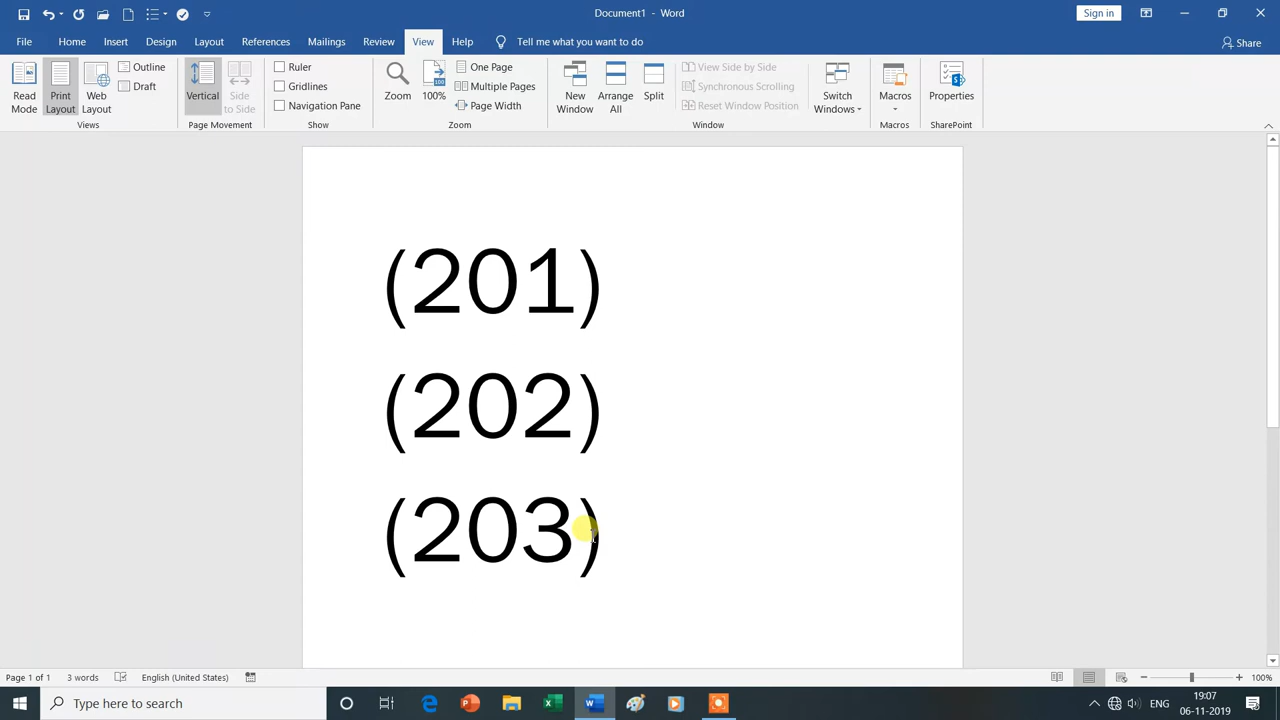 Document1 - Word
Sign in
File Home Insert Design Layout References Mailings Review View Help Tell me what you want to do Share
Read Mode
Print Layout
Web Layout
Outline
Draft
Views
Vertical
Side to Side
Page Movement
Ruler
Gridlines
Navigation Pane
Show
Zoom
100
100%
One Page
Multiple Pages
Page Width
Zoom
New Window
Arrange All
Split
View Side by Side
Synchronous Scrolling
Reset Window Position
Window
Switch Windows
Macros
Macros
Properties
SharePoint
(201)
(202)
(203)
Page 1 of 1 3 words English (United States) 100%
Type here to search
ENG
19:07
06-11-2019